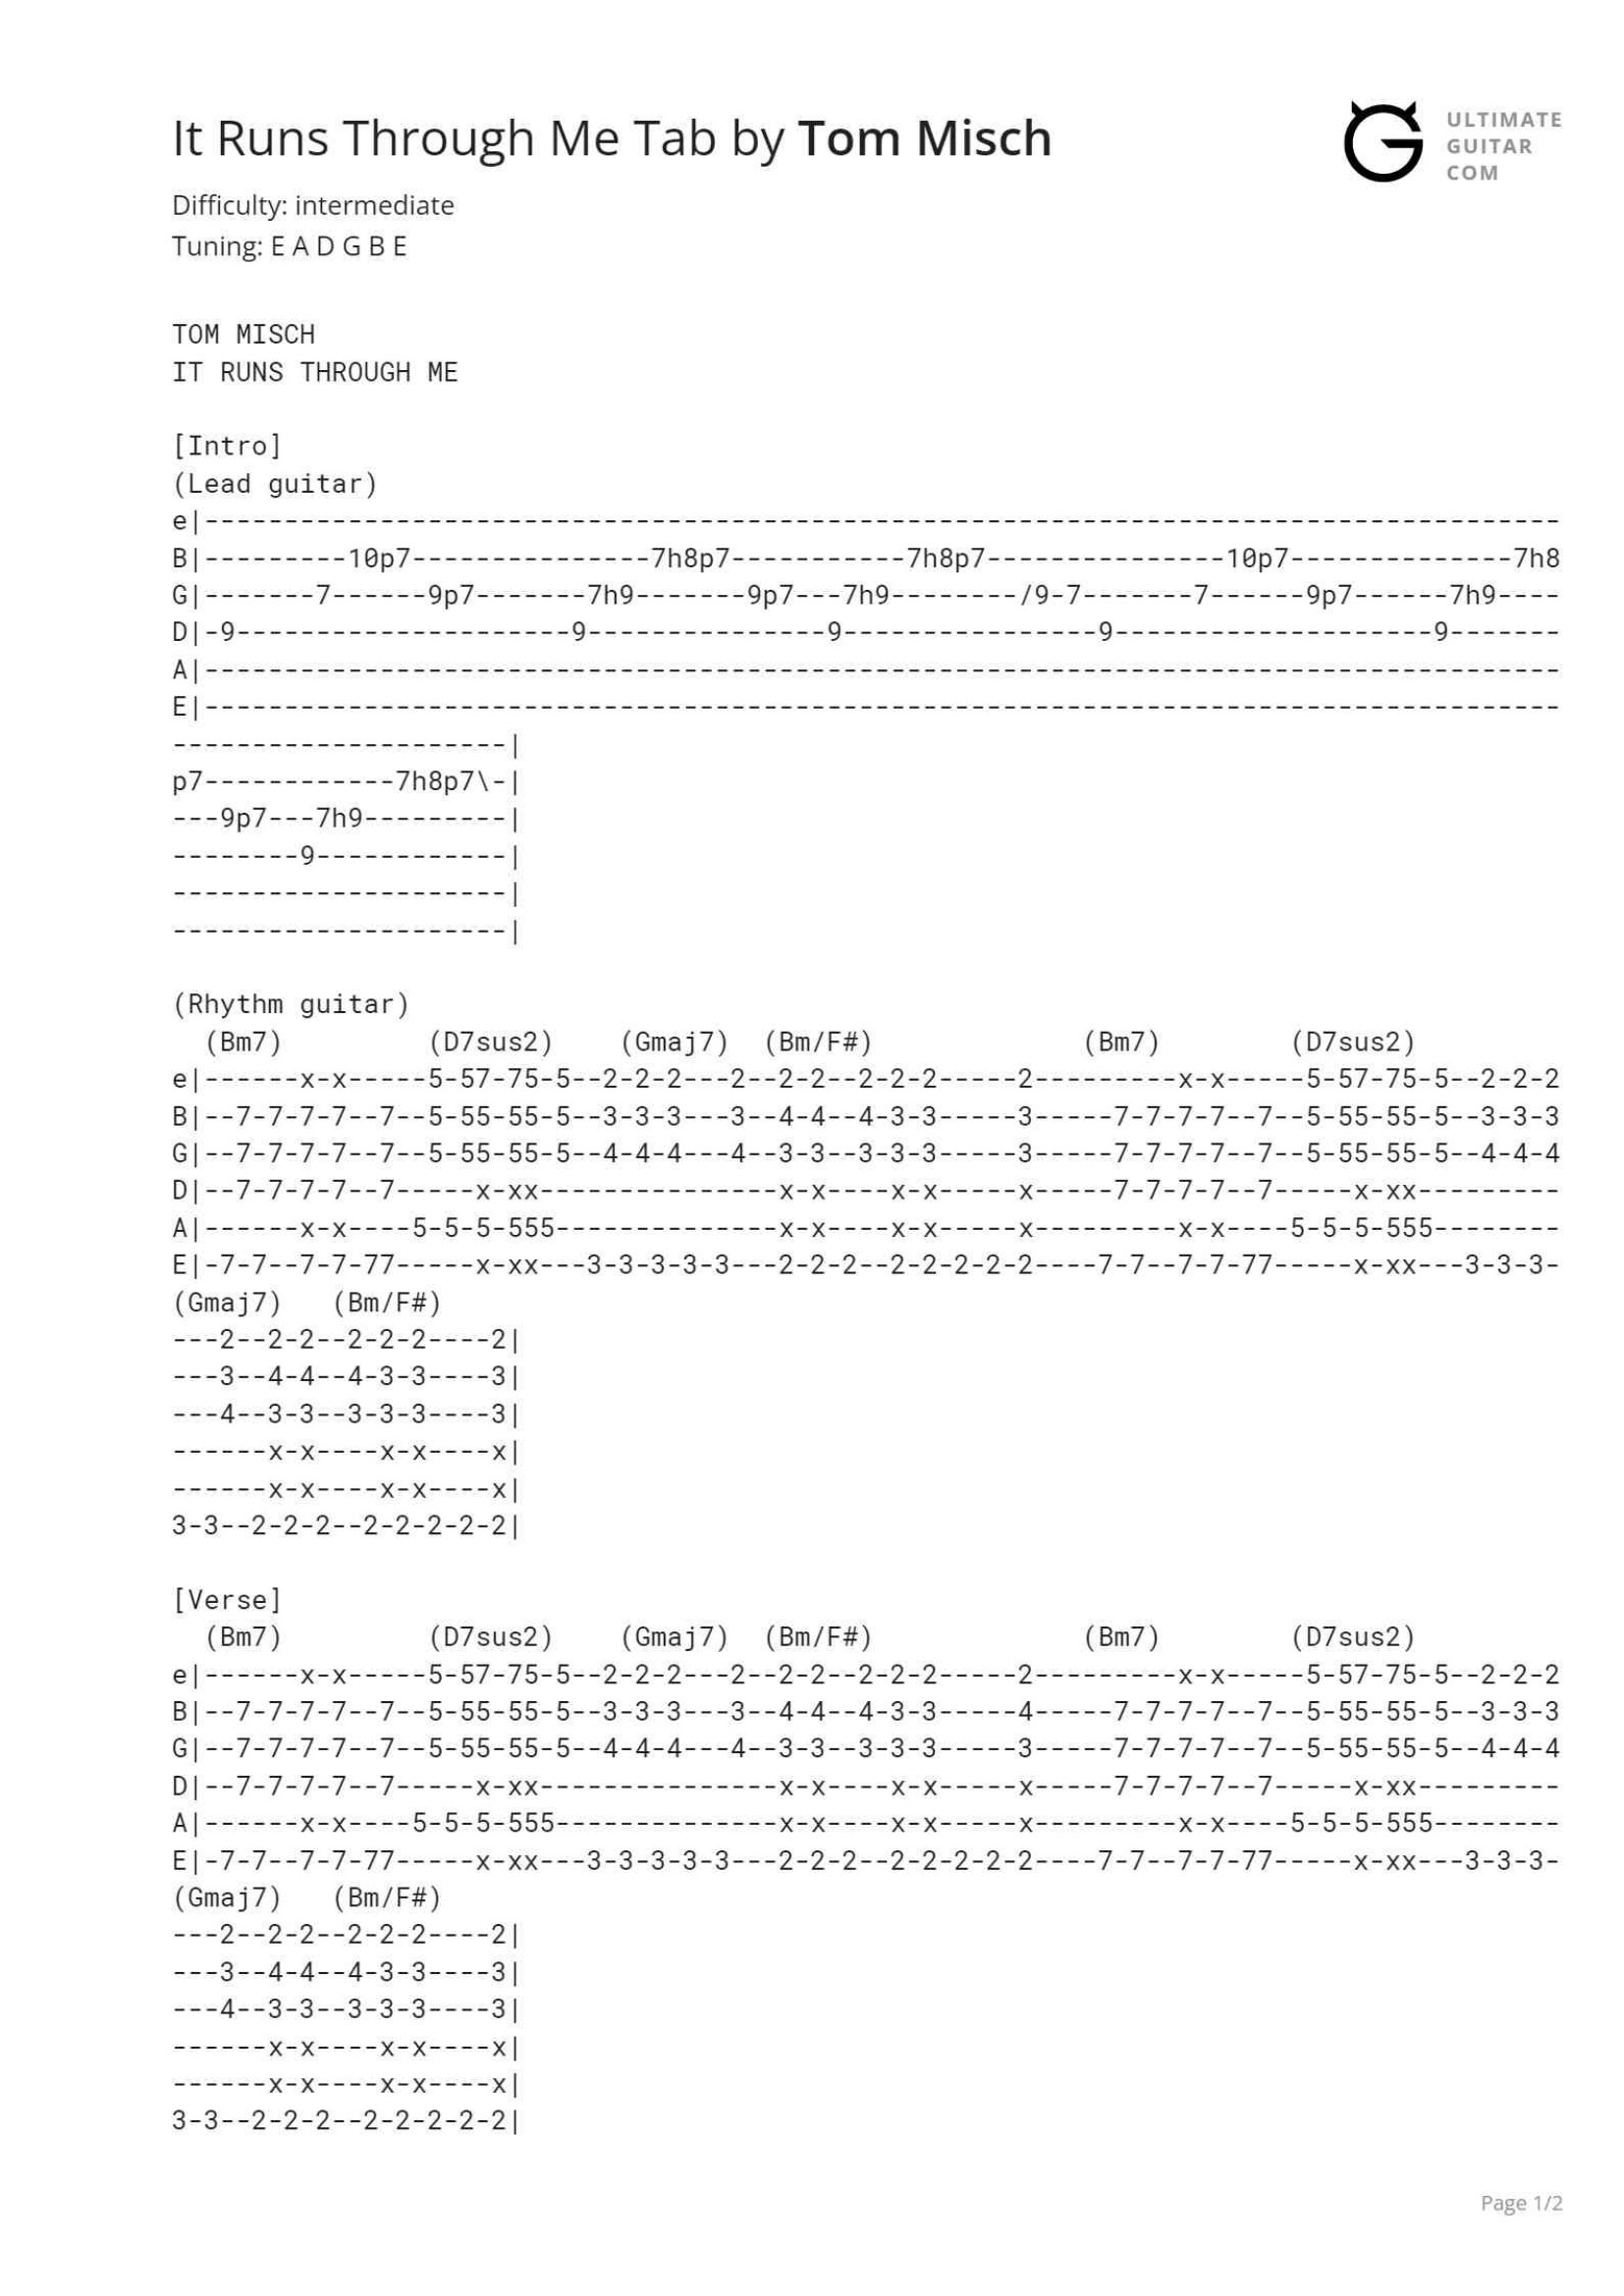 It Runs Through Me Tab by Tom Misch
ULTIMATE
GUITAR
COM
Difficulty: intermediate
Tuning: E A D G B E
TOM MISCH
IT RUNS THROUGH ME
[Intro]
(Lead guitar)
e|-------------------------------------------------------------------------------------
B|---------10p7---------------7h8p7-----------7h8p7---------------10p7--------------7h8
G|-------7------9p7-------7h9-------9p7---7h9--------/9-7-------7------9p7------7h9----
D|-9---------------------9---------------9----------------9--------------------9-------
A|-------------------------------------------------------------------------------------
E|-------------------------------------------------------------------------------------
---------------------|
p7------------7h8p7\-|
---9p7---7h9---------|
--------9------------|
---------------------|
---------------------|
(Rhythm guitar)
  (Bm7)         (D7sus2)    (Gmaj7)  (Bm/F#)             (Bm7)        (D7sus2)
e|------x-x-----5-57-75-5--2-2-2---2--2-2--2-2-2-----2---------x-x-----5-57-75-5--2-2-2
B|--7-7-7-7--7--5-55-55-5--3-3-3---3--4-4--4-3-3-----3-----7-7-7-7--7--5-55-55-5--3-3-3
G|--7-7-7-7--7--5-55-55-5--4-4-4---4--3-3--3-3-3-----3-----7-7-7-7--7--5-55-55-5--4-4-4
D|--7-7-7-7--7-----x-xx---------------x-x----x-x-----x-----7-7-7-7--7-----x-xx---------
A|------x-x----5-5-5-555--------------x-x----x-x-----x---------x-x----5-5-5-555--------
E|-7-7--7-7-77-----x-xx---3-3-3-3-3---2-2-2--2-2-2-2-2----7-7--7-7-77-----x-xx---3-3-3-
(Gmaj7)   (Bm/F#)
---2--2-2--2-2-2----2|
---3--4-4--4-3-3----3|
---4--3-3--3-3-3----3|
------x-x----x-x----x|
------x-x----x-x----x|
3-3--2-2-2--2-2-2-2-2|
[Verse]
  (Bm7)         (D7sus2)    (Gmaj7)  (Bm/F#)             (Bm7)        (D7sus2)
e|------x-x-----5-57-75-5--2-2-2---2--2-2--2-2-2-----2---------x-x-----5-57-75-5--2-2-2
B|--7-7-7-7--7--5-55-55-5--3-3-3---3--4-4--4-3-3-----4-----7-7-7-7--7--5-55-55-5--3-3-3
G|--7-7-7-7--7--5-55-55-5--4-4-4---4--3-3--3-3-3-----3-----7-7-7-7--7--5-55-55-5--4-4-4
D|--7-7-7-7--7-----x-xx---------------x-x----x-x-----x-----7-7-7-7--7-----x-xx---------
A|------x-x----5-5-5-555--------------x-x----x-x-----x---------x-x----5-5-5-555--------
E|-7-7--7-7-77-----x-xx---3-3-3-3-3---2-2-2--2-2-2-2-2----7-7--7-7-77-----x-xx---3-3-3-
(Gmaj7)   (Bm/F#)
---2--2-2--2-2-2----2|
---3--4-4--4-3-3----3|
---4--3-3--3-3-3----3|
------x-x----x-x----x|
------x-x----x-x----x|
3-3--2-2-2--2-2-2-2-2|
Page 1/2